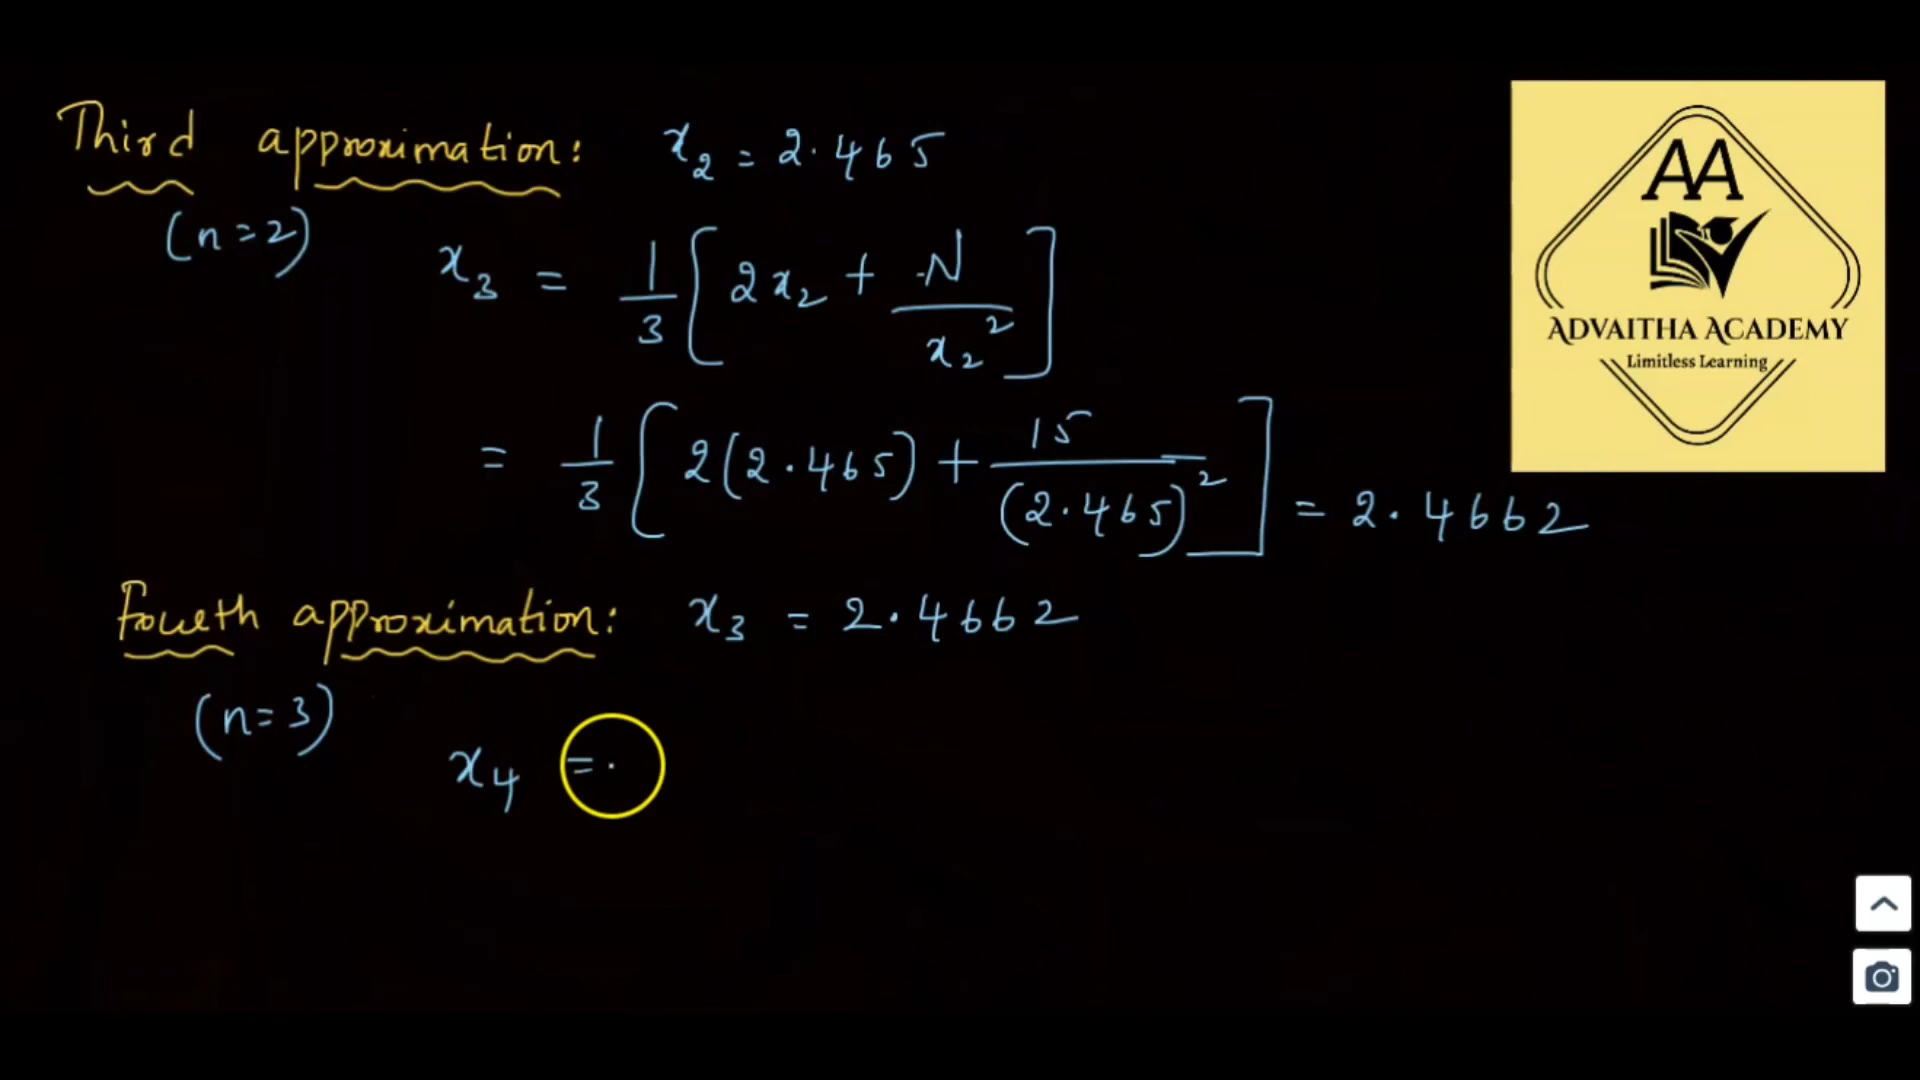 Third approximation: x₂ = 2.465
(n=2)
x₃ = 1/3 [2x₂ + N/x₂²]
= 1/3 [2(2.465) + 15/(2.465)²] = 2.4662
Fourth approximation: x₃ = 2.4662
(n=3)
x₄ = .
AA
ADVAITHA ACADEMY
Limitless Learning